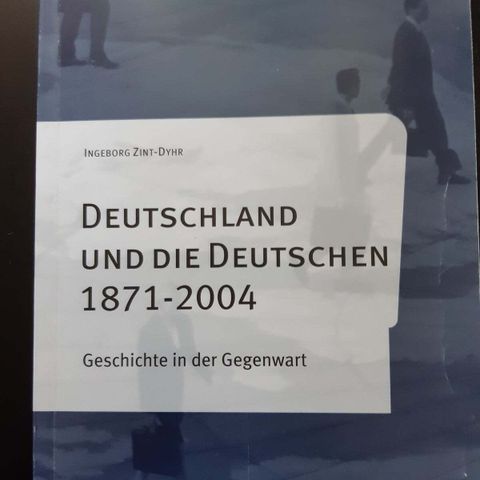 Ingeborg Zint-Dyhr
Deutschland
und die Deutschen
1871-2004
Geschichte in der Gegenwart